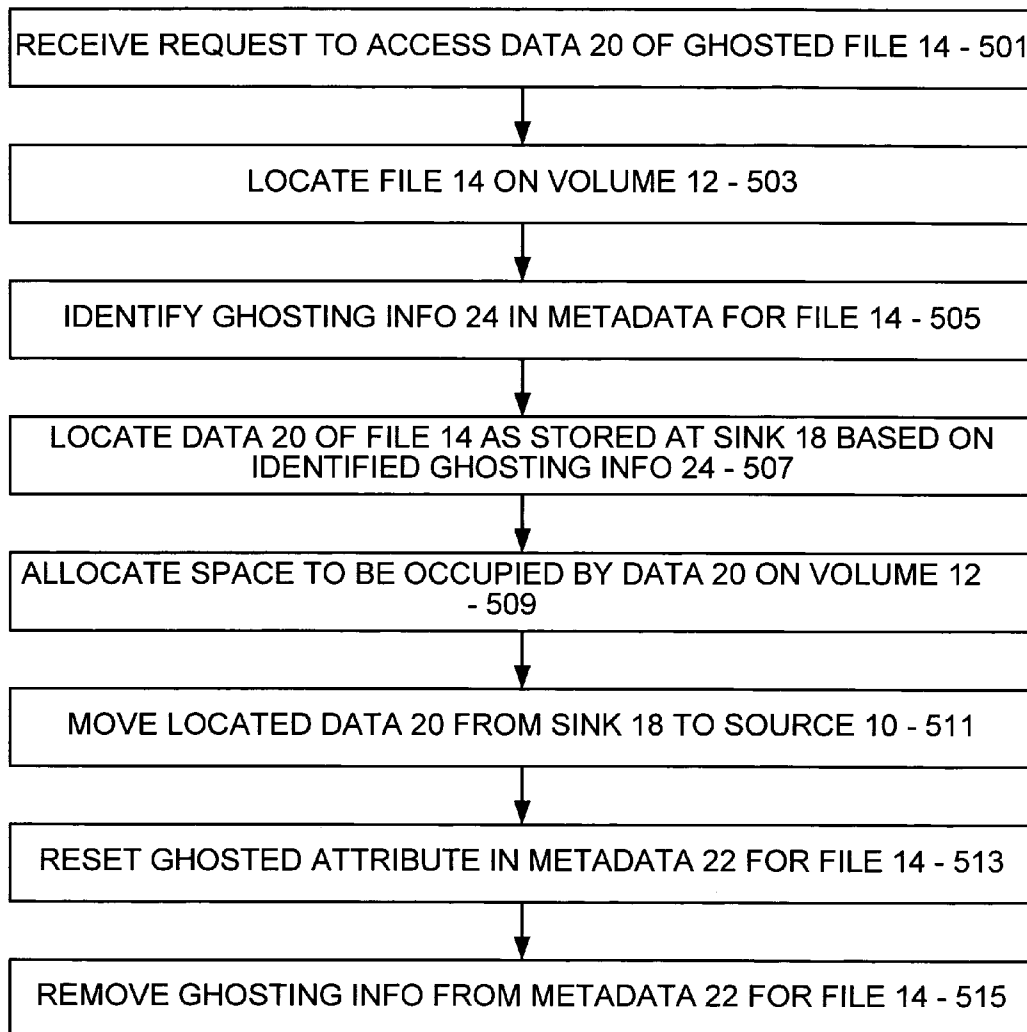 RECEIVE REQUEST TO ACCESS DATA 20 OF GHOSTED FILE 14 - 501
LOCATE FILE 14 ON VOLUME 12 - 503
IDENTIFY GHOSTING INFO 24 IN METADATA FOR FILE 14 - 505
LOCATE DATA 20 OF FILE 14 AS STORED AT SINK 18 BASED ON
IDENTIFIED GHOSTING INFO 24 - 507
ALLOCATE SPACE TO BE OCCUPIED BY DATA 20 ON VOLUME 12
- 509
MOVE LOCATED DATA 20 FROM SINK 18 TO SOURCE 10 - 511
RESET GHOSTED ATTRIBUTE IN METADATA 22 FOR FILE 14 - 513
REMOVE GHOSTING INFO FROM METADATA 22 FOR FILE 14 - 515